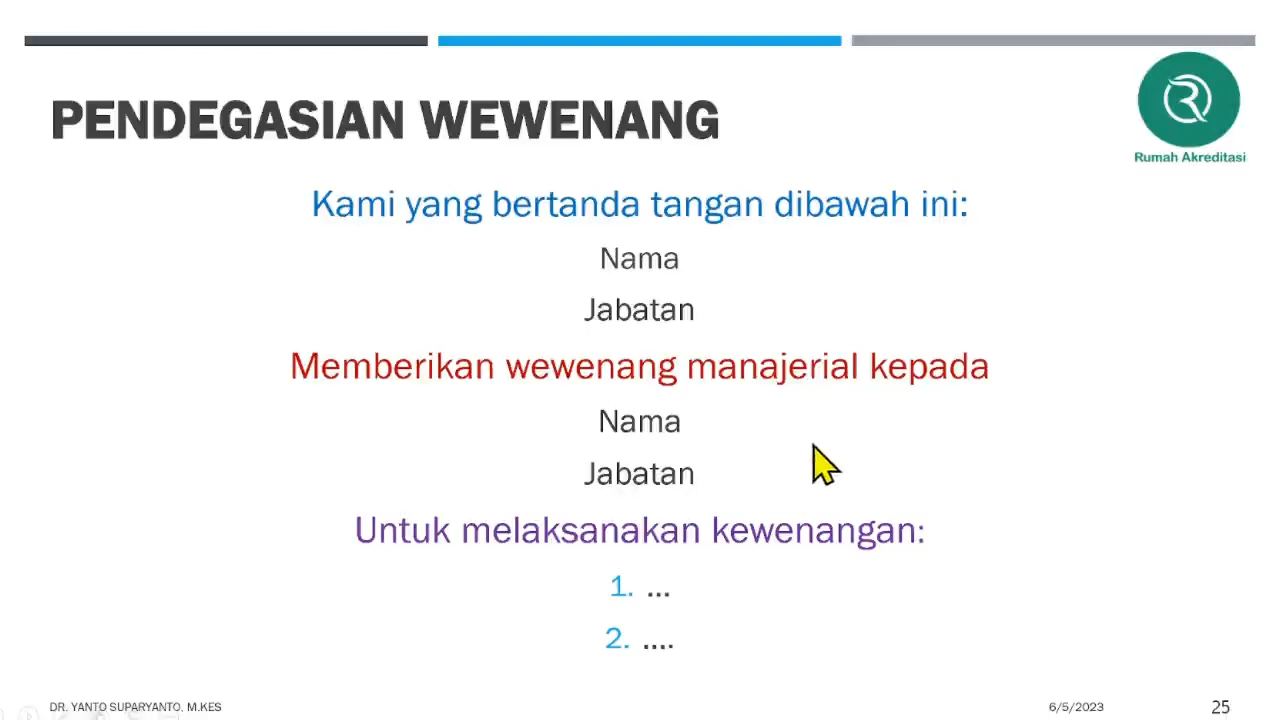 PENDEGASIAN WEWENANG
Rumah Akreditasi
Kami yang bertanda tangan dibawah ini:
Nama
Jabatan
Memberikan wewenang manajerial kepada
Nama
Jabatan
Untuk melaksanakan kewenangan:
1. ...
2. ....
DR. YANTO SUPARYANTO, M.KES
6/5/2023
25